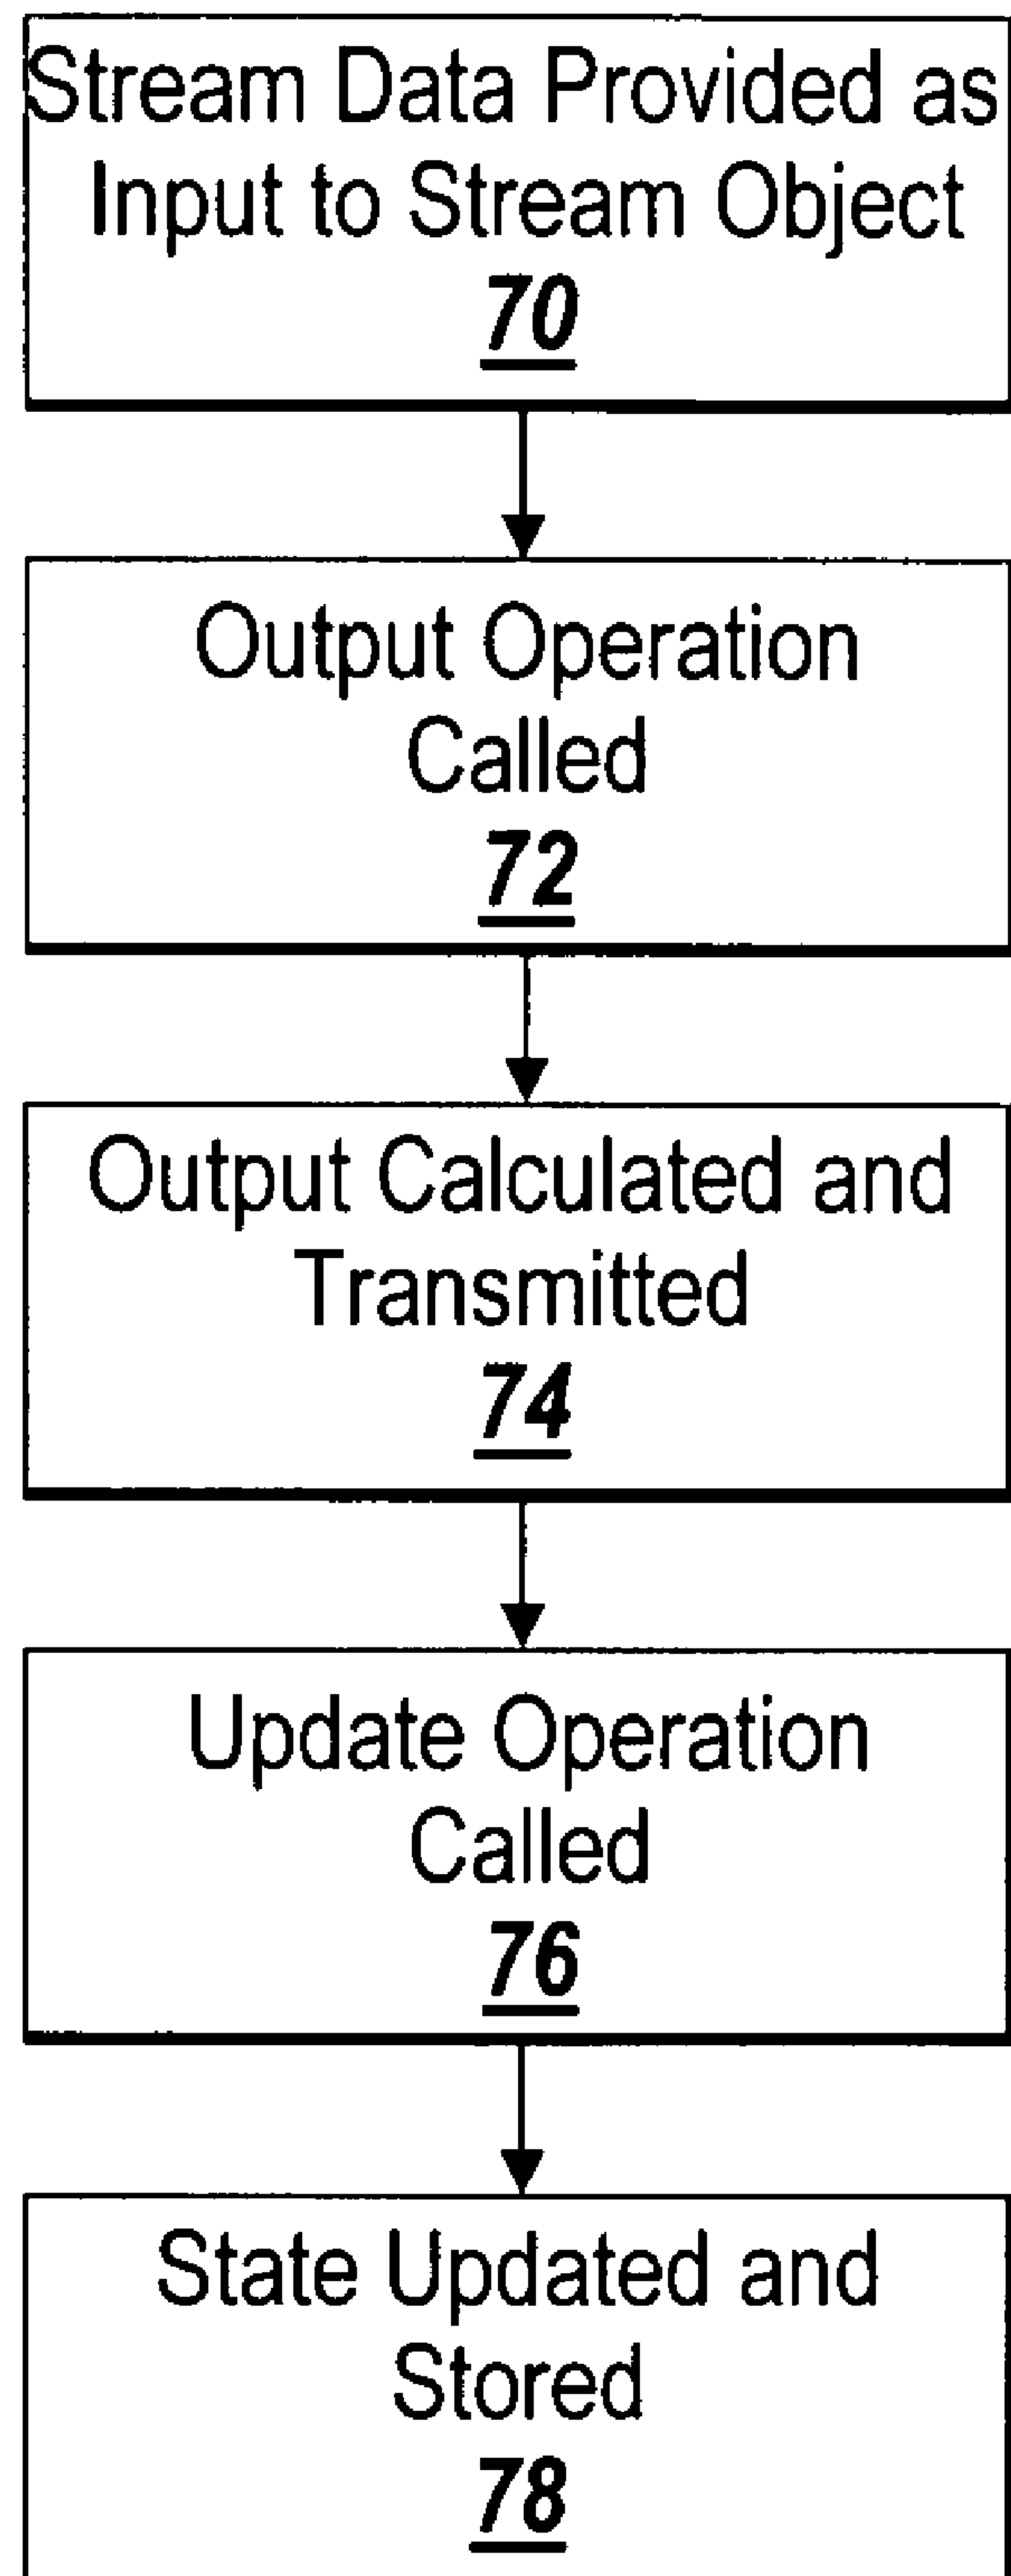 Stream Data Provided as
Input to Stream Object
70
Output Operation
Called
72
Output Calculated and
Transmitted
74
Update Operation
Called
76
State Updated and
Stored
78